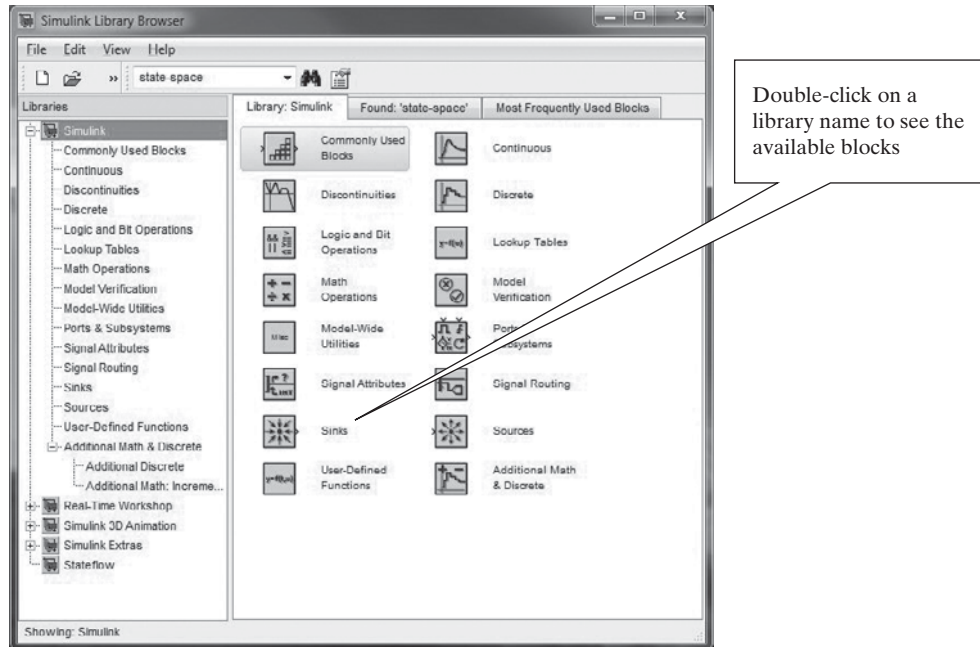 Simulink Library Browser
File Edit View Help
» state-space
Libraries
Simulink
Commonly Used Blocks
Continuous
Discontinuities
Discrete
Logic and Bit Operations
Lookup Tables
Math Operations
Model Verification
Model-Wide Utilities
Ports & Subsystems
Signal Attributes
Signal Routing
Sinks
Sources
User-Defined Functions
Additional Math & Discrete
Additional Discrete
Additional Math: Increme...
Real-Time Workshop
Simulink 3D Animation
Simulink Extras
Stateflow
Library: Simulink Found: 'state-space' Most Frequently Used Blocks
Commonly Used
Blocks
Continuous
Discontinuities
Discrete
Logic and Bit
Operations
Lookup Tables
Math
Operations
Model
Verification
Misc
Model-Wide
Utilities
Ports
Subsystems
Signal Attributes
Signal Routing
Sinks
Sources
User-Defined
Functions
Additional Math
& Discrete
Showing: Simulink
Double-click on a
library name to see the
available blocks